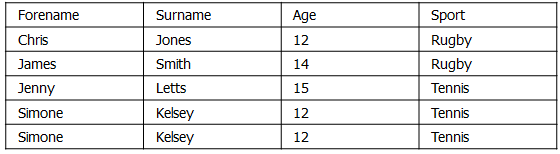 Forename Surname Age Sport
Chris Jones 12 Rugby
James Smith 14 Rugby
Jenny Letts 15 Tennis
Simone Kelsey 12 Tennis
Simone Kelsey 12 Tennis